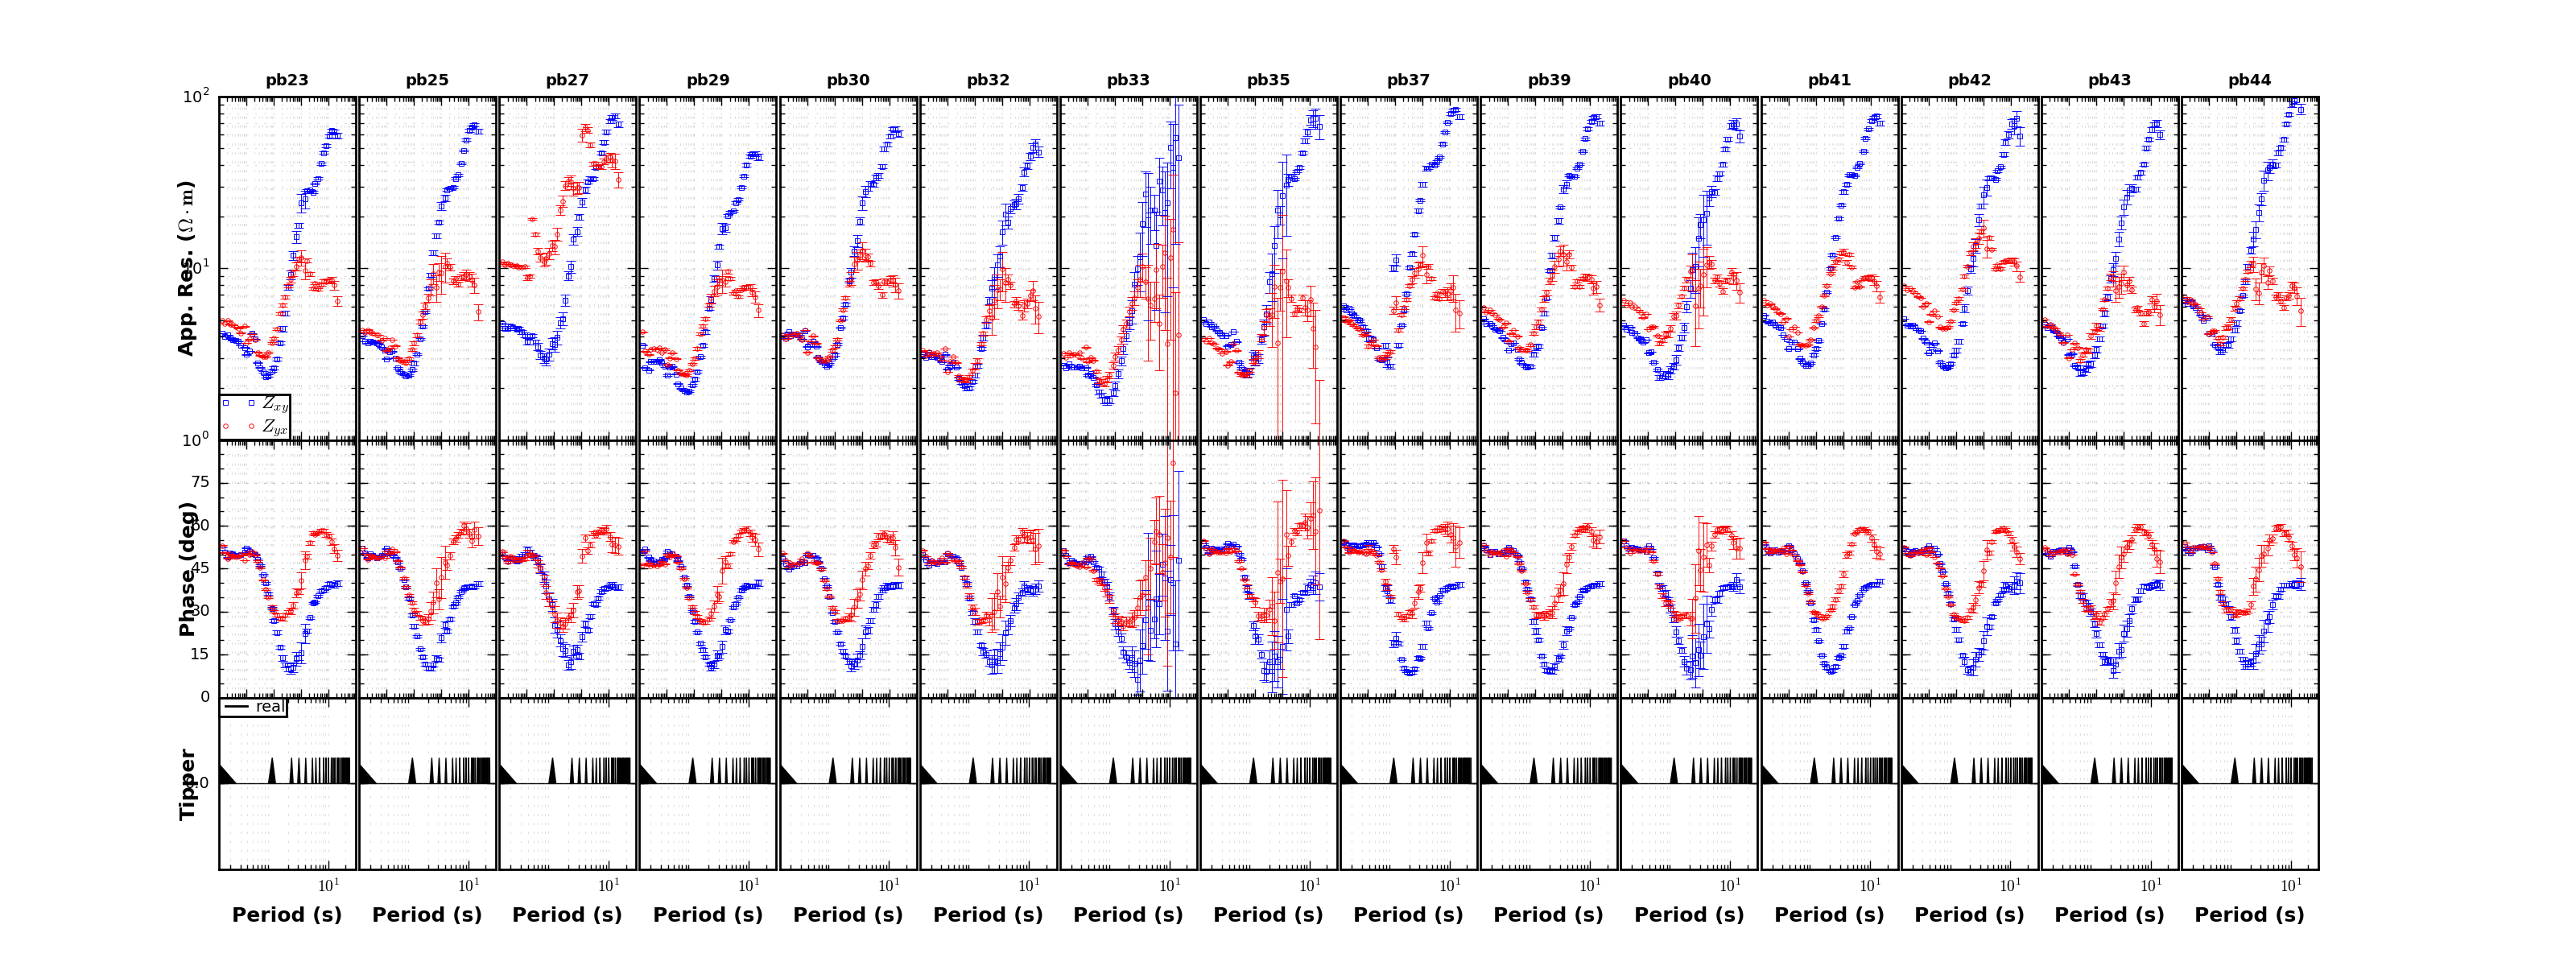 pb23 pb25 pb27 pb29 pb30 pb32 pb33 pb35 pb37 pb39 pb40 pb41 pb42 pb43 pb44
10²
App. Res. (Ω · m)
10¹
Z_xy
Z_yx
10⁰
75
60
Phase (deg)
45
30
15
0
real
Tipper
10¹ 10¹ 10¹ 10¹ 10¹ 10¹ 10¹ 10¹ 10¹ 10¹ 10¹ 10¹ 10¹ 10¹ 10¹
Period (s) Period (s) Period (s) Period (s) Period (s) Period (s) Period (s) Period (s) Period (s) Period (s) Period (s) Period (s) Period (s) Period (s) Period (s)